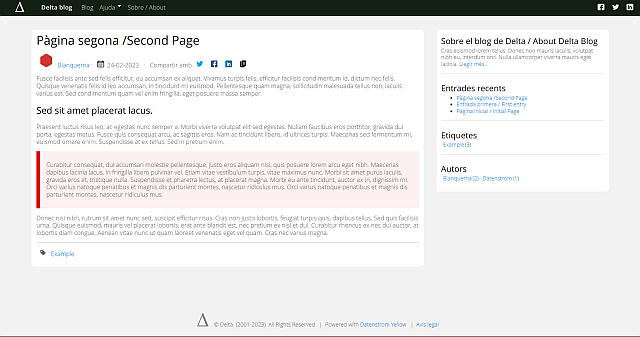 Delta blog Blog Ajuda Sobre / About
Pàgina segona /Second Page
Blanquerna · 24-02-2023 · Compartir amb
Fusce facilisis ante sed felis efficitur, eu accumsan ex aliquet. Vivamus turpis felis, efficitur facilisis condimentum id, dictum nec felis.
Quisque venenatis felis id leo accumsan, in tincidunt mi euismod. Pellentesque quam magna, sollicitudin malesuada tellus non, iaculis
varius est. Sed condimentum quam vel enim fringilla, eget posuere massa semper.
Sed sit amet placerat lacus.
Praesent luctus risus leo, ac egestas nunc semper a. Morbi viverra volutpat elit sed egestas. Nullam faucibus eros porttitor, gravida dui
porta, egestas metus. Fusce quis consequat arcu, ac sagittis eros. Nam ac tincidunt libero, id ultrices turpis. Maecenas sed fermentum mi,
euismod ornare enim. Suspendisse at ex tellus. Sed in pretium enim.
Curabitur consequat, dui accumsan molestie pellentesque, justo eros aliquam nisi, quis posuere lorem arcu eget nibh. Maecenas
dapibus lacinia lacus, in fringilla libero pulvinar vel. Etiam vitae vestibulum turpis, vitae maximus nunc. Morbi sit amet purus iaculis,
gravida eros et, tristique nulla. Suspendisse et pharetra lectus, at placerat magna. Morbi eu ante tincidunt, auctor ex in, dignissim mi.
Orci varius natoque penatibus et magnis dis parturient montes, nascetur ridiculus mus. Orci varius natoque penatibus et magnis dis
parturient montes, nascetur ridiculus mus.
Donec nisi nibh, rutrum sit amet nunc sed, suscipit efficitur risus. Cras non justo lobortis, feugiat turpis quis, dapibus tellus. Sed quis facilisis
urna. Quisque euismod, mauris vel placerat lobortis, erat ante blandit est, nec pretium ex nisl et dui. Curabitur rhoncus ex nec dui auctor, at
lobortis diam congue. Aenean vitae nunc ut quam laoreet venenatis eget vel quam. Cras nec varius magna.
Example
Sobre el blog de Delta / About Delta Blog
Cras euismod lorem tellus. Donec non mauris iaculis, volutpat
nibh eu, interdum orci. Nulla ullamcorper viverra mauris eget
lacinia. Llegir més...
Entrades recents
Pàgina segona /Second Page
Entrada primera / First entry
Pàgina inicial / Initial Page
Etiquetes
Example (3)
Autors
Blanquerna (2) Datenstrom (1)
© Delta (2001-2023) All Rights Reserved | Powered with Datenstrom Yellow | Avís legal